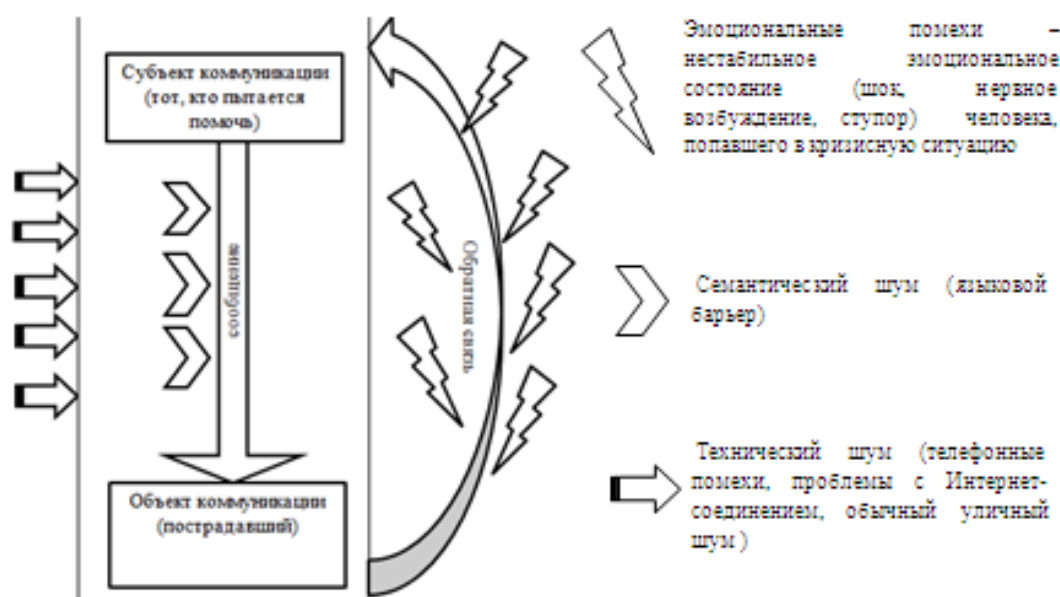 Субъект коммуникации
(тот, кто пытается
помочь)
сообщение
Объект коммуникации
(пострадавший)
Обратная связь
Эмоциональные помехи –
нестабильное эмоциональное
состояние (шок, нервное
возбуждение, ступор) человека,
попавшего в кризисную ситуацию
Семантический шум (языковой
барьер)
Технический шум (телефонные
помехи, проблемы с Интернет-
соединением, обычный уличный
шум )